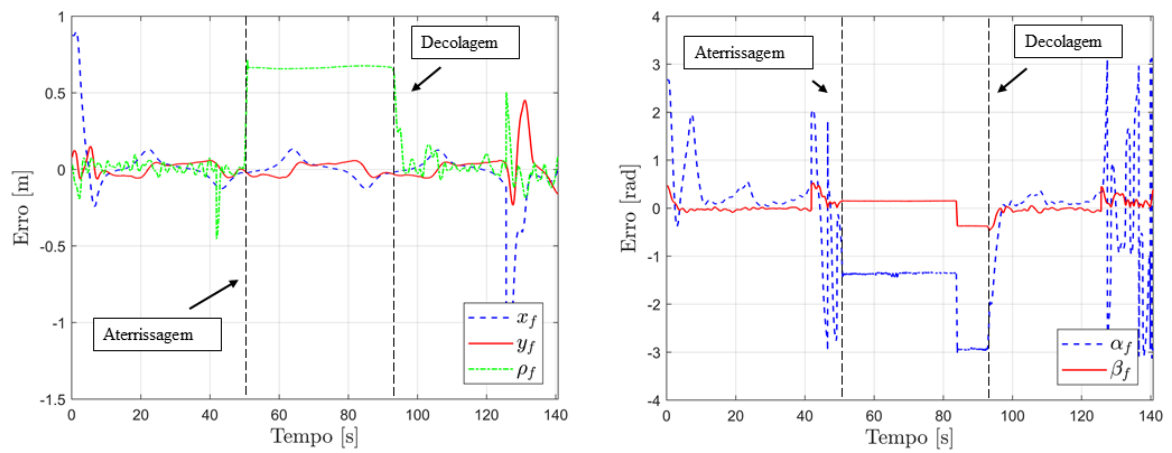 1
0.5
0
-0.5
-1
-1.5
Erro [m]
0
20
40
60
80
100
120
140
Tempo [s]
Decolagem
Aterrissagem
x_f
y_f
ρ_f
4
3
2
1
0
-1
-2
-3
-4
Erro [rad]
0
20
40
60
80
100
120
140
Tempo [s]
Aterrissagem
Decolagem
α_f
β_f